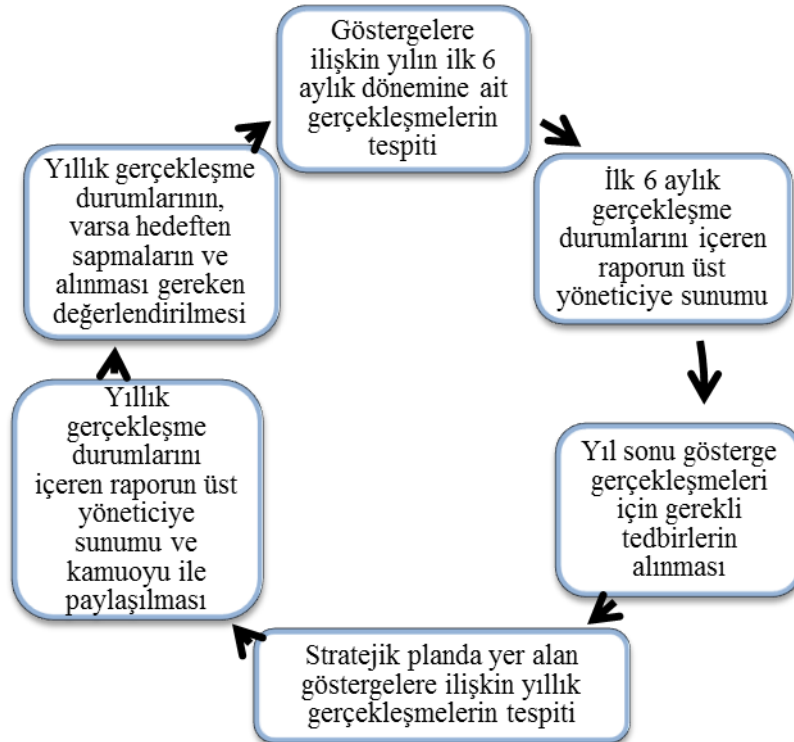 Göstergelere
ilişkin yılın ilk 6
aylık dönemine ait
gerçekleşmelerin
tespiti
İlk 6 aylık
gerçekleşme
durumlarını içeren
raporun üst
yöneticiye sunumu
Yıl sonu gösterge
gerçekleşmeleri
için gerekli
tedbirlerin
alınması
Stratejik planda yer alan
göstergelere ilişkin yıllık
gerçekleşmelerin tespiti
Yıllık
gerçekleşme
durumlarını
içeren raporun üst
yöneticiye
sunumu ve
kamuoyu ile
paylaşılması
Yıllık gerçekleşme
durumlarının,
varsa hedeften
sapmaların ve
alınması gereken
değerlendirilmesi